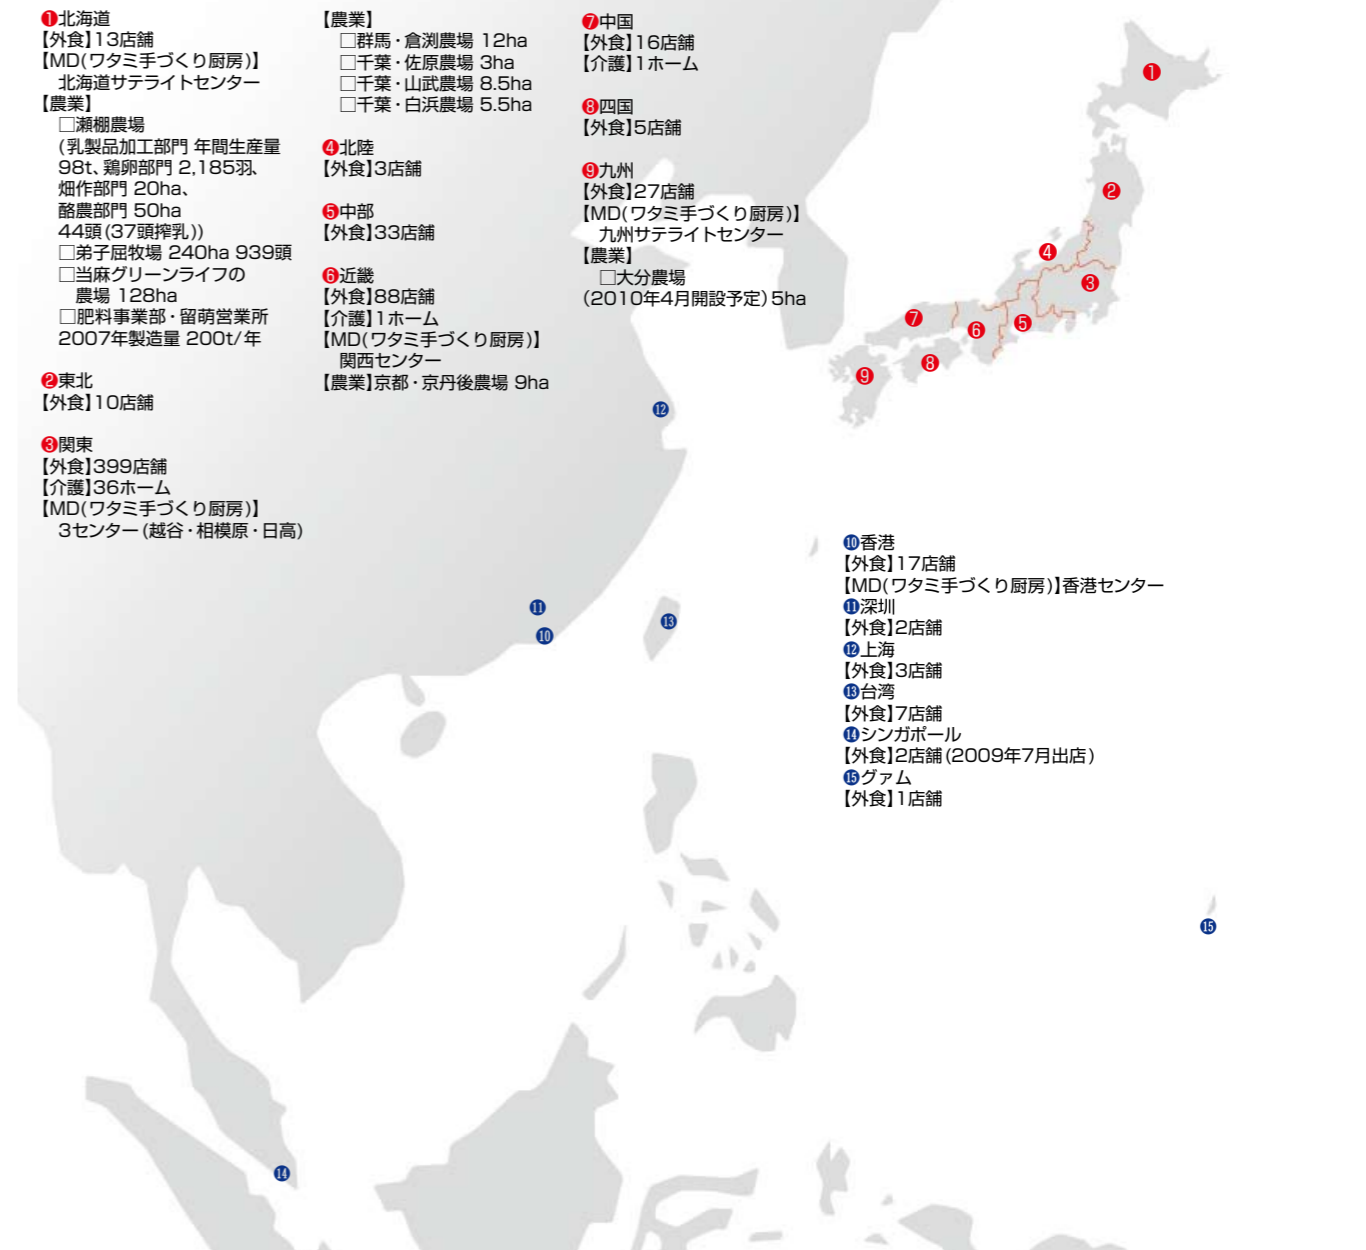 ❶北海道
【外食】13店舗
【MD(ワタミ手づくり厨房)】
北海道サテライトセンター
【農業】
□瀬棚農場
(乳製品加工部門 年間生産量
98t、鶏卵部門 2,185羽、
畑作部門 20ha、
酪農部門 50ha
44頭(37頭搾乳))
□弟子屈牧場 240ha 939頭
□当麻グリーンライフの
農場 128ha
□肥料事業部・留萌営業所
2007年製造量 200t/年
❷東北
【外食】10店舗
❸関東
【外食】399店舗
【介護】36ホーム
【MD(ワタミ手づくり厨房)】
3センター(越谷・相模原・日高)
【農業】
□群馬・倉渕農場 12ha
□千葉・佐原農場 3ha
□千葉・山武農場 8.5ha
□千葉・白浜農場 5.5ha
❹北陸
【外食】3店舗
❺中部
【外食】33店舗
❻近畿
【外食】88店舗
【介護】1ホーム
【MD(ワタミ手づくり厨房)】
関西センター
【農業】京都・京丹後農場 9ha
❼中国
【外食】16店舗
【介護】1ホーム
❽四国
【外食】5店舗
❾九州
【外食】27店舗
【MD(ワタミ手づくり厨房)】
九州サテライトセンター
【農業】
□大分農場
(2010年4月開設予定)5ha
❶
❷
❹
❸
❼
❻
❺
❽
❾
⓬
⓫
❿
⓭
❿香港
【外食】17店舗
【MD(ワタミ手づくり厨房)】香港センター
⓫深圳
【外食】2店舗
⓬上海
【外食】3店舗
⓭台湾
【外食】7店舗
⓮シンガポール
【外食】2店舗(2009年7月出店)
⓯グァム
【外食】1店舗
⓯
⓮